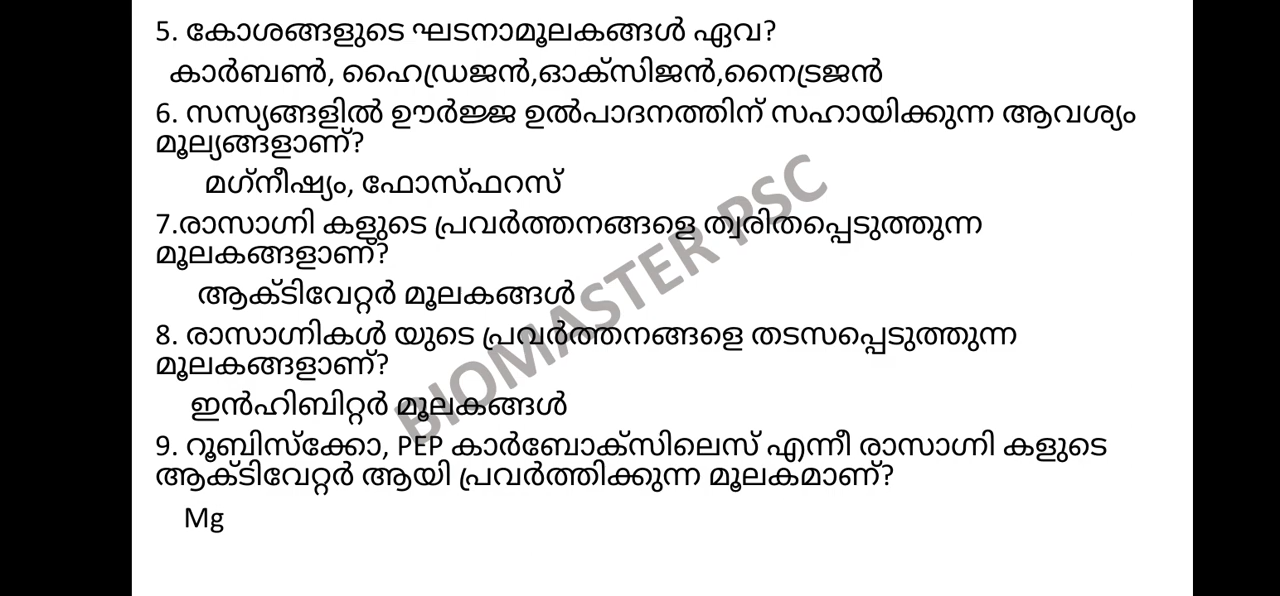 5. കോശങ്ങളുടെ ഘടനാമൂലകങ്ങൾ ഏവ?
കാർബൺ, ഹൈഡ്രജൻ,ഓക്സിജൻ,നൈട്രജൻ
6. സസ്യങ്ങളിൽ ഊർജ്ജ ഉൽപാദനത്തിന് സഹായിക്കുന്ന ആവശ്യം
മൂല്യങ്ങളാണ്?
മഗ്നീഷ്യം, ഫോസ്ഫറസ്
7.രാസാഗ്നി കളുടെ പ്രവർത്തനങ്ങളെ ത്വരിതപ്പെടുത്തുന്ന
മൂലകങ്ങളാണ്?
ആക്ടിവേറ്റർ മൂലകങ്ങൾ
8. രാസാഗ്നികൾ യുടെ പ്രവർത്തനങ്ങളെ തടസപ്പെടുത്തുന്ന
മൂലകങ്ങളാണ്?
ഇൻഹിബിറ്റർ മൂലകങ്ങൾ
9. റൂബിസ്ക്കോ, PEP കാർബോക്സിലെസ് എന്നീ രാസാഗ്നി കളുടെ
ആക്ടിവേറ്റർ ആയി പ്രവർത്തിക്കുന്ന മൂലകമാണ്?
Mg
BIOMASTER PSC